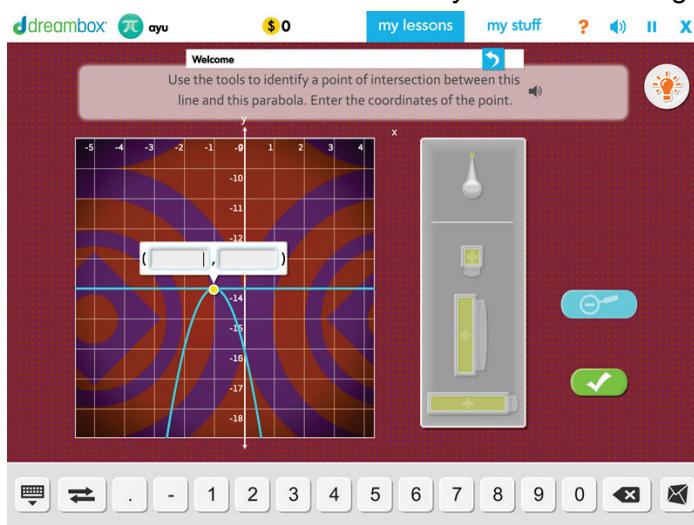 dreambox π ayu $ 0 my lessons my stuff ? X
Welcome
Use the tools to identify a point of intersection between this
line and this parabola. Enter the coordinates of the point.
y
x
-5 -4 -3 -2 -1 -9 1 2 3 4
-10
-11
-12
( , )
-14
-15
-16
-17
-18
. - 1 2 3 4 5 6 7 8 9 0